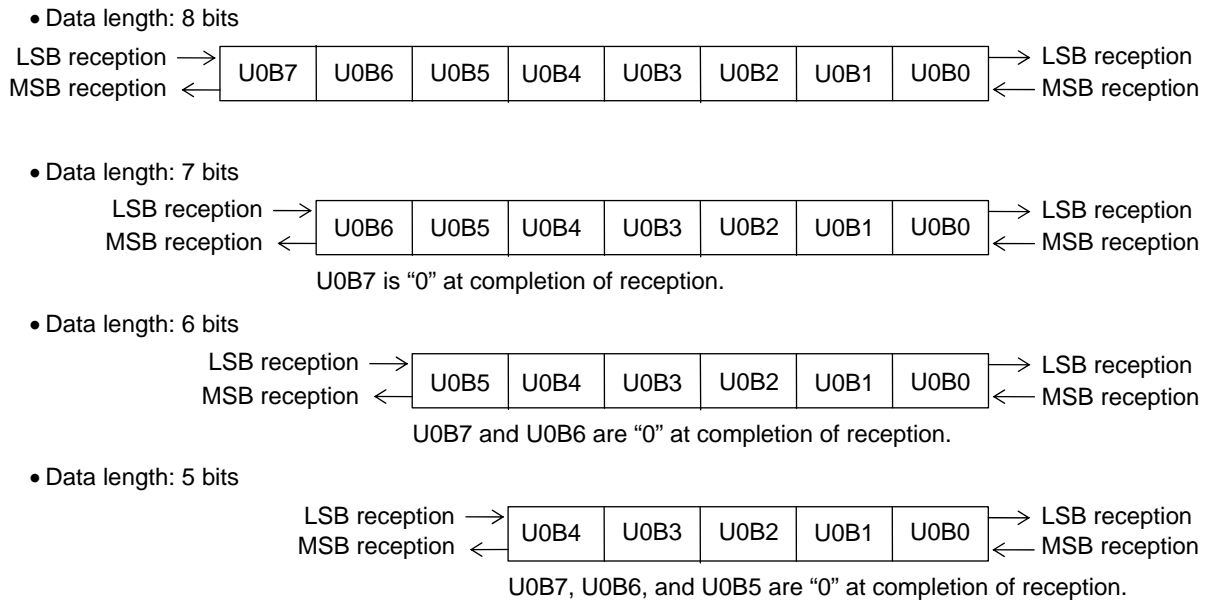 • Data length: 8 bits
LSB reception → U0B7 U0B6 U0B5 U0B4 U0B3 U0B2 U0B1 U0B0 → LSB reception
MSB reception ← ← MSB reception
• Data length: 7 bits
LSB reception → U0B6 U0B5 U0B4 U0B3 U0B2 U0B1 U0B0 → LSB reception
MSB reception ← ← MSB reception
U0B7 is “0” at completion of reception.
• Data length: 6 bits
LSB reception → U0B5 U0B4 U0B3 U0B2 U0B1 U0B0 → LSB reception
MSB reception ← ← MSB reception
U0B7 and U0B6 are “0” at completion of reception.
• Data length: 5 bits
LSB reception → U0B4 U0B3 U0B2 U0B1 U0B0 → LSB reception
MSB reception ← ← MSB reception
U0B7, U0B6, and U0B5 are “0” at completion of reception.